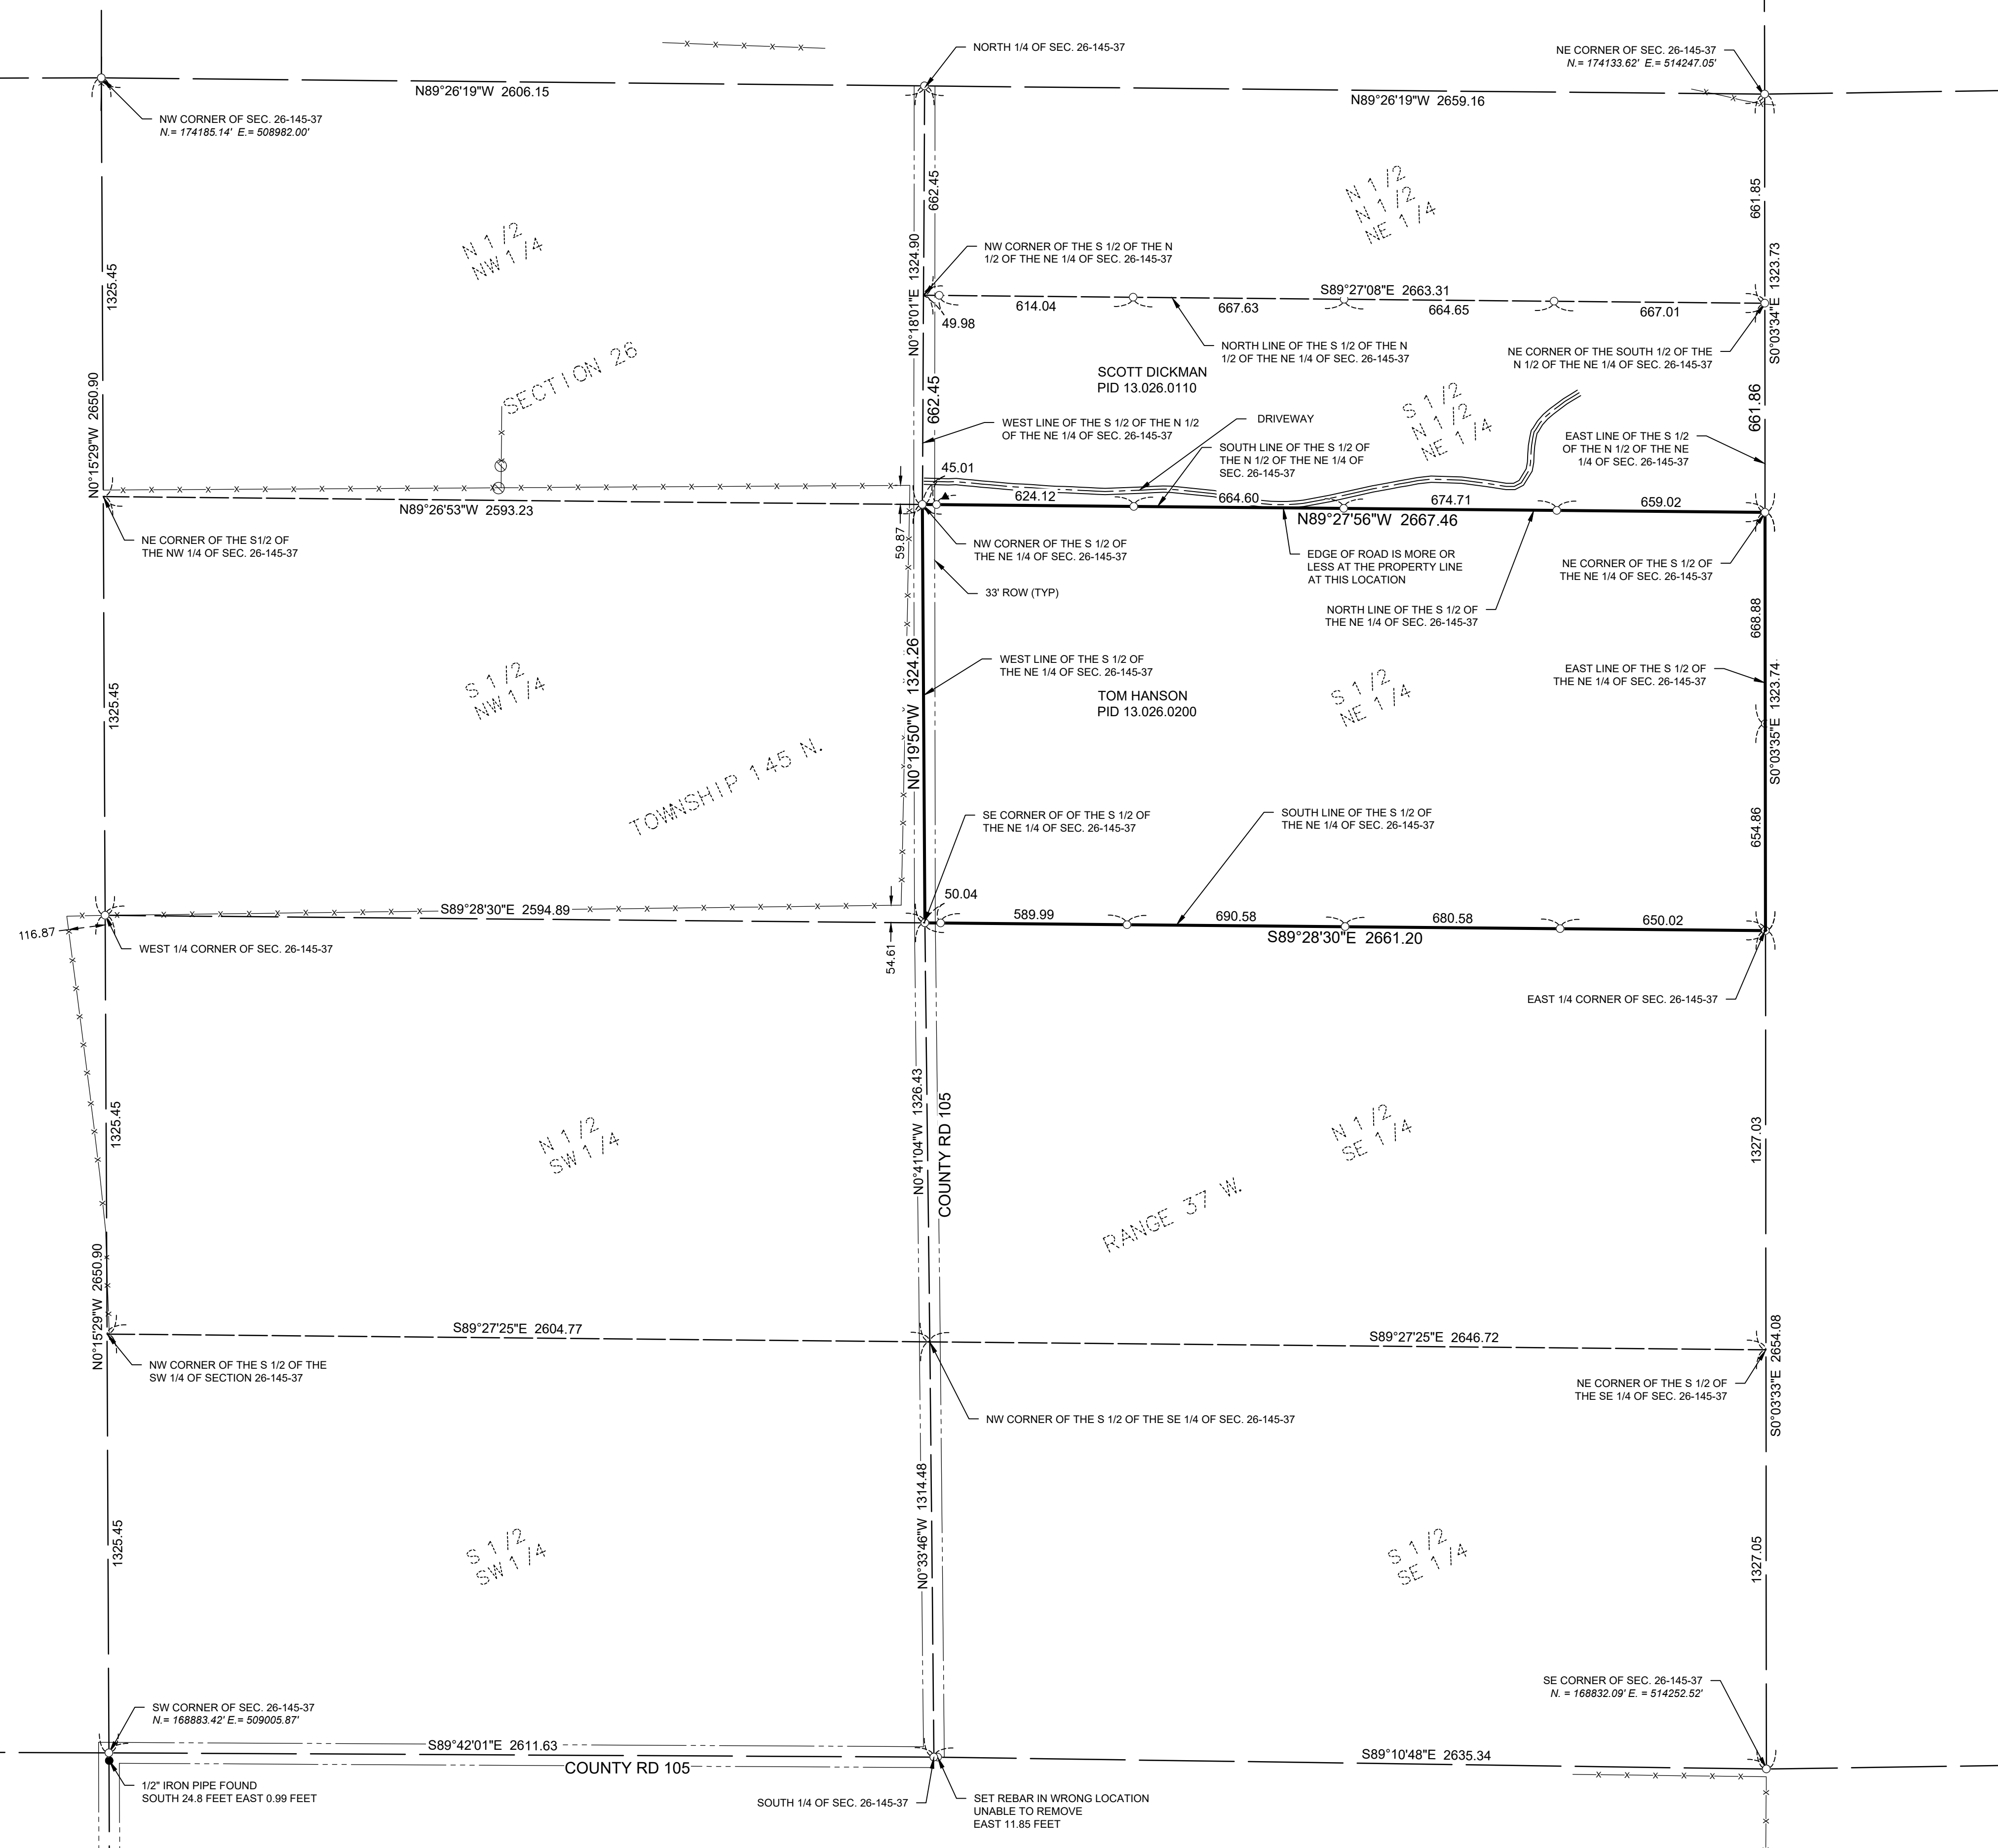 NORTH 1/4 OF SEC. 26-145-37
NE CORNER OF SEC. 26-145-37
N.= 174133.62' E.= 514247.05'
N89°26'19"W 2606.15
N89°26'19"W 2659.16
NW CORNER OF SEC. 26-145-37
N.= 174185.14' E.= 508982.00'
N 1/2
NW 1/4
1325.45
N0°15'29"W 2650.90
SECTION 26
662.45
N0°18'01"E 1324.90
N 1/2
N 1/2
NE 1/4
661.85
S0°03'34"E 1323.73
NW CORNER OF THE S 1/2 OF THE N
1/2 OF THE NE 1/4 OF SEC. 26-145-37
S89°27'08"E 2663.31
614.04
667.63
664.65
667.01
49.98
NORTH LINE OF THE S 1/2 OF THE N
1/2 OF THE NE 1/4 OF SEC. 26-145-37
NE CORNER OF THE SOUTH 1/2 OF THE
N 1/2 OF THE NE 1/4 OF SEC. 26-145-37
SCOTT DICKMAN
PID 13.026.0110
662.45
S 1/2
N 1/2
NE 1/4
661.86
WEST LINE OF THE S 1/2 OF THE N 1/2
OF THE NE 1/4 OF SEC. 26-145-37
DRIVEWAY
SOUTH LINE OF THE S 1/2 OF
THE N 1/2 OF THE NE 1/4 OF
SEC. 26-145-37
EAST LINE OF THE S 1/2
OF THE N 1/2 OF THE NE
1/4 OF SEC. 26-145-37
45.01
624.12
664.60
674.71
659.02
N89°26'53"W 2593.23
N89°27'56"W 2667.46
59.87
NE CORNER OF THE S1/2 OF
THE NW 1/4 OF SEC. 26-145-37
NW CORNER OF THE S 1/2 OF
THE NE 1/4 OF SEC. 26-145-37
EDGE OF ROAD IS MORE OR
LESS AT THE PROPERTY LINE
AT THIS LOCATION
NE CORNER OF THE S 1/2 OF
THE NE 1/4 OF SEC. 26-145-37
33' ROW (TYP)
NORTH LINE OF THE S 1/2 OF
THE NE 1/4 OF SEC. 26-145-37
668.88
S 1/2
NW 1/4
1325.45
N0°19'50"W 1324.26
WEST LINE OF THE S 1/2 OF
THE NE 1/4 OF SEC. 26-145-37
TOM HANSON
PID 13.026.0200
S 1/2
NE 1/4
EAST LINE OF THE S 1/2 OF
THE NE 1/4 OF SEC. 26-145-37
S0°03'35"E 1323.74
TOWNSHIP 145 N.
654.86
SE CORNER OF OF THE S 1/2 OF
THE NE 1/4 OF SEC. 26-145-37
SOUTH LINE OF THE S 1/2 OF
THE NE 1/4 OF SEC. 26-145-37
50.04
S89°28'30"E 2594.89
589.99
690.58
680.58
650.02
S89°28'30"E 2661.20
116.87
WEST 1/4 CORNER OF SEC. 26-145-37
54.61
EAST 1/4 CORNER OF SEC. 26-145-37
1325.45
N 1/2
SW 1/4
N0°41'04"W 1326.43
COUNTY RD 105
N 1/2
SE 1/4
1327.03
RANGE 37 W.
N0°15'29"W 2650.90
S89°27'25"E 2604.77
S89°27'25"E 2646.72
S0°03'33"E 2654.08
NW CORNER OF THE S 1/2 OF THE
SW 1/4 OF SECTION 26-145-37
NE CORNER OF THE S 1/2 OF
THE SE 1/4 OF SEC. 26-145-37
NW CORNER OF THE S 1/2 OF THE SE 1/4 OF SEC. 26-145-37
1325.45
S 1/2
SW 1/4
N0°33'46"W 1314.48
S 1/2
SE 1/4
1327.05
SW CORNER OF SEC. 26-145-37
N.= 168883.42' E.= 509005.87'
SE CORNER OF SEC. 26-145-37
N. = 168832.09' E. = 514252.52'
S89°42'01"E 2611.63
COUNTY RD 105
S89°10'48"E 2635.34
1/2" IRON PIPE FOUND
SOUTH 24.8 FEET EAST 0.99 FEET
SOUTH 1/4 OF SEC. 26-145-37
SET REBAR IN WRONG LOCATION
UNABLE TO REMOVE
EAST 11.85 FEET